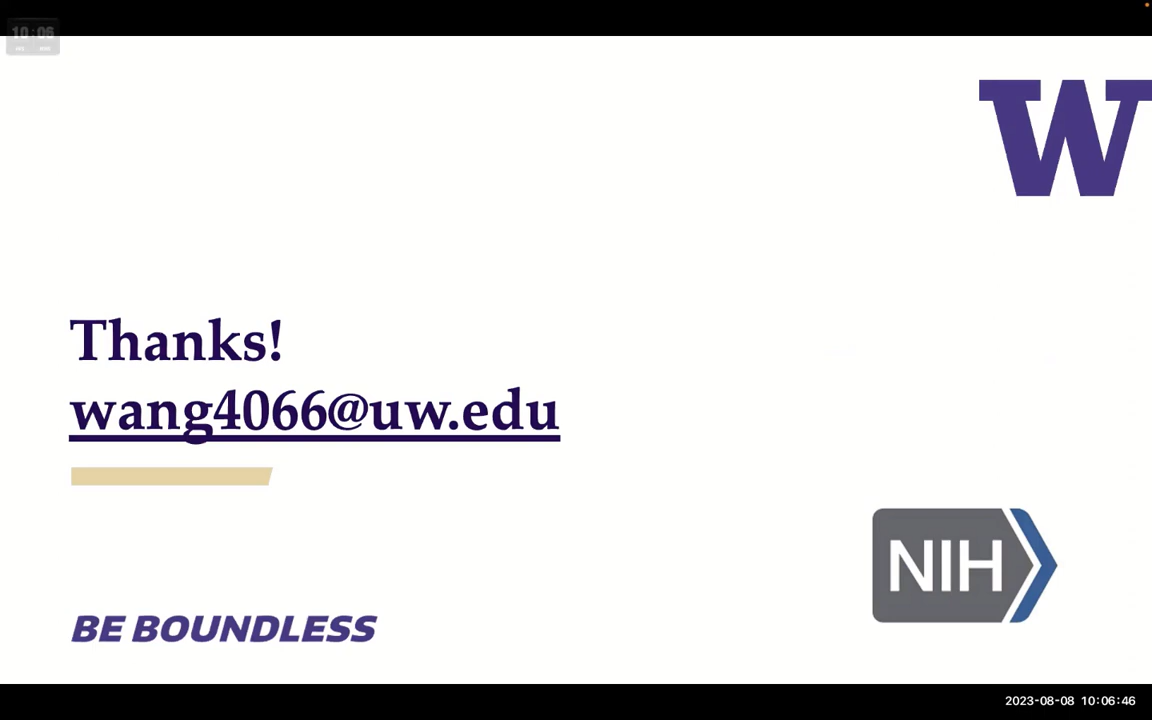 10:06
W
Thanks!
wang4066@uw.edu
NIH
BE BOUNDLESS
2023-08-08 10:06:46